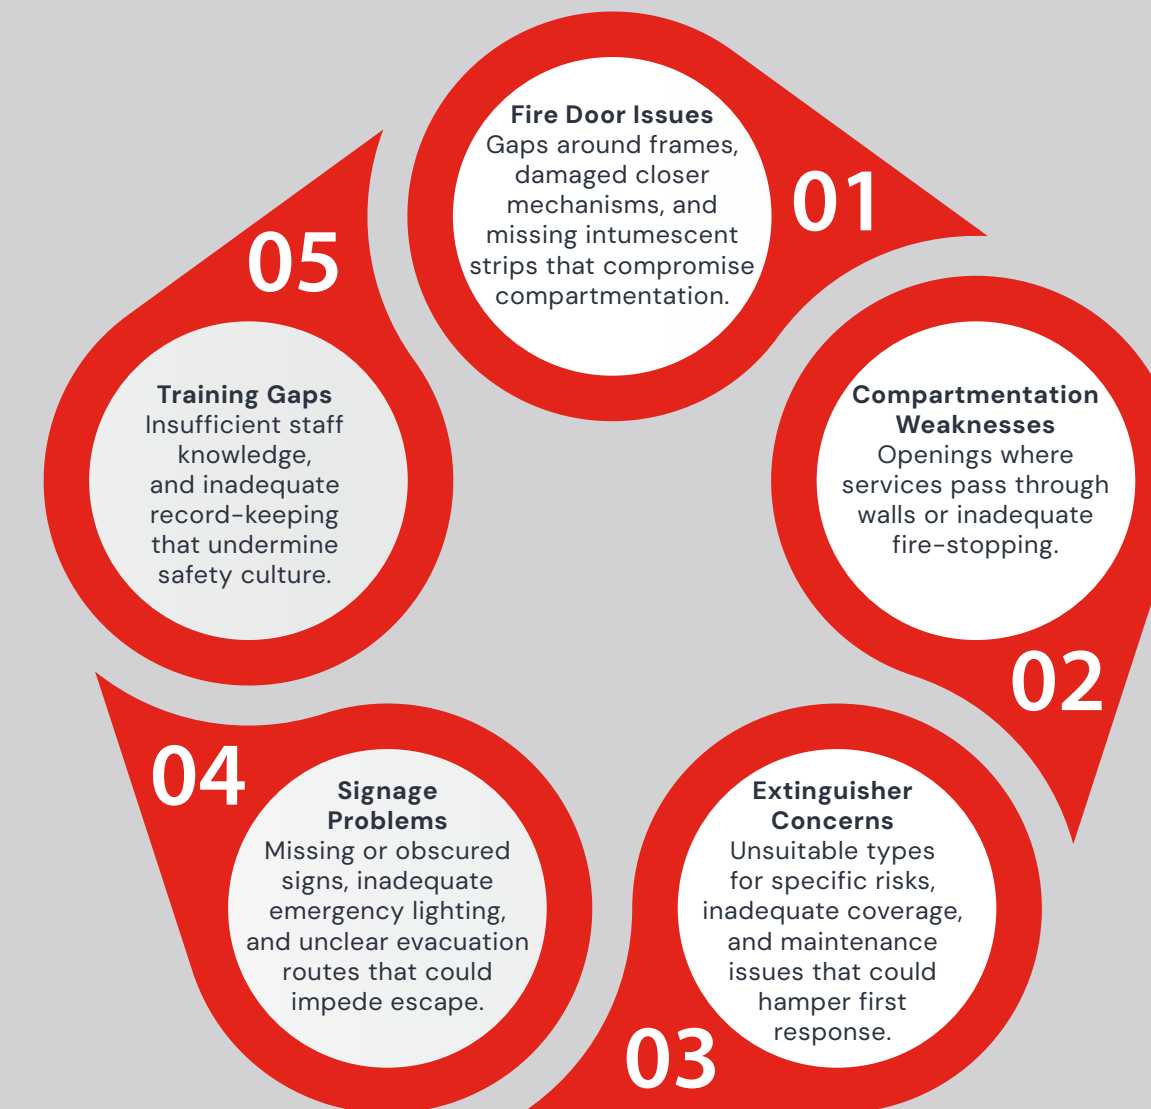 01
Fire Door Issues
Gaps around frames,
damaged closer
mechanisms, and
missing intumescent
strips that compromise
compartmentation.
02
Compartmentation
Weaknesses
Openings where
services pass through
walls or inadequate
fire-stopping.
03
Extinguisher
Concerns
Unsuitable types
for specific risks,
inadequate coverage,
and maintenance
issues that could
hamper first
response.
04
Signage
Problems
Missing or obscured
signs, inadequate
emergency lighting,
and unclear evacuation
routes that could
impede escape.
05
Training Gaps
Insufficient staff
knowledge,
and inadequate
record-keeping
that undermine
safety culture.